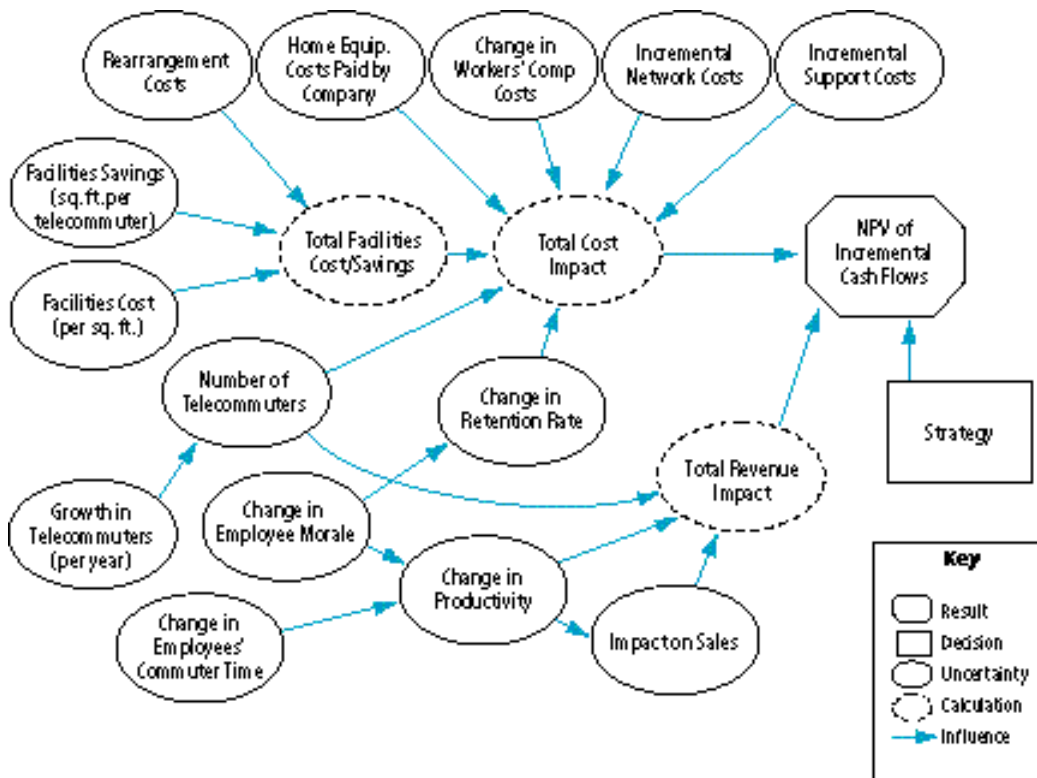 Rearrangement
Costs
Home Equip.
Costs Paid by
Company
Change in
Workers' Comp
Costs
Incremental
Network Costs
Incremental
Support Costs
Facilities Savings
(sq.ft.per
telecommuter)
Total Facilities
Cost/Savings
Total Cost
Impact
NPV of
Incremental
Cash Flows
Facilities Cost
(per sq. ft.)
Number of
Telecommuters
Change in
Retention Rate
Strategy
Total Revenue
Impact
Growth in
Telecommuters
(per year)
Change in
Employee Morale
Change in
Productivity
Change in
Employees'
Commuter Time
Impact on Sales
Key
Result
Decision
Uncertainty
Calculation
Influence